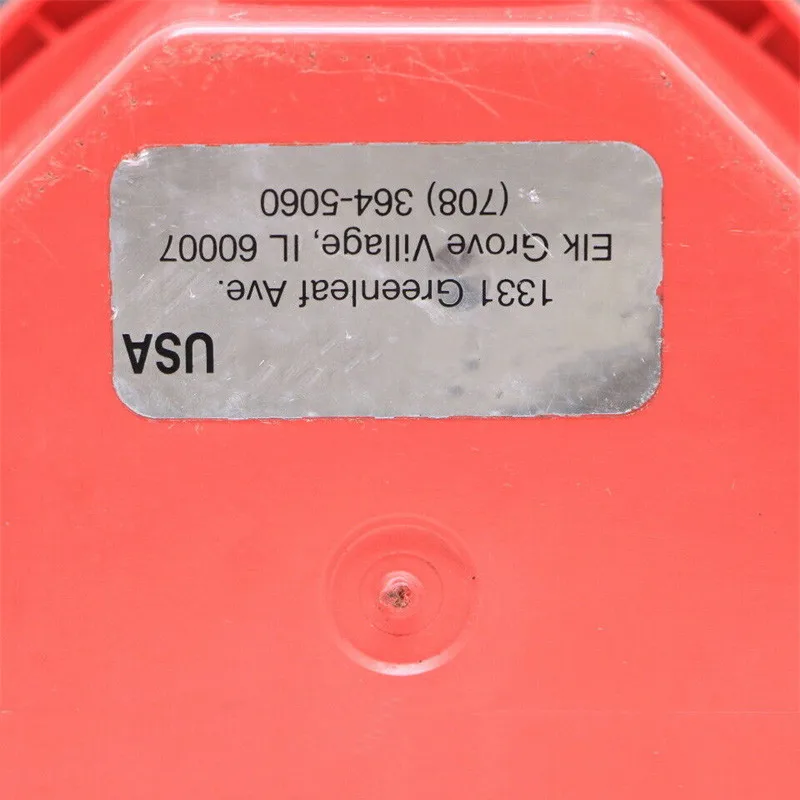 USA
1331 Greenleaf Ave.
Elk Grove Village, IL 60007
(708) 364-5060